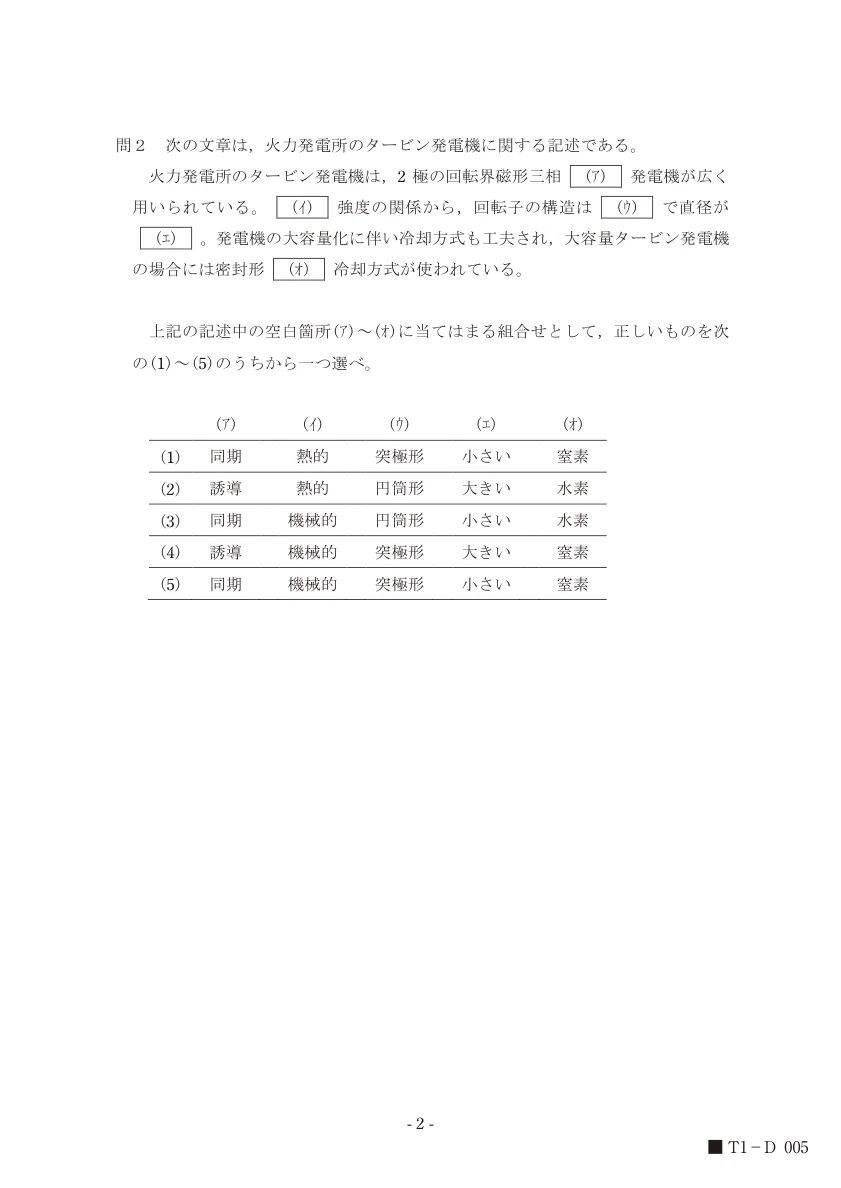 問２　次の文章は，火力発電所のタービン発電機に関する記述である。
火力発電所のタービン発電機は，2 極の回転界磁形三相 (ｱ) 発電機が広く
用いられている。 (ｲ) 強度の関係から，回転子の構造は (ｳ) で直径が
(ｴ) 。発電機の大容量化に伴い冷却方式も工夫され，大容量タービン発電機
の場合には密封形 (ｵ) 冷却方式が使われている。
上記の記述中の空白箇所(ｱ)～(ｵ)に当てはまる組合せとして，正しいものを次
の(1)～(5)のうちから一つ選べ。
(ｱ) (ｲ) (ｳ) (ｴ) (ｵ)
(1) 同期 熱的 突極形 小さい 窒素
(2) 誘導 熱的 円筒形 大きい 水素
(3) 同期 機械的 円筒形 小さい 水素
(4) 誘導 機械的 突極形 大きい 窒素
(5) 同期 機械的 突極形 小さい 窒素
- 2 -
■ T1－D 005